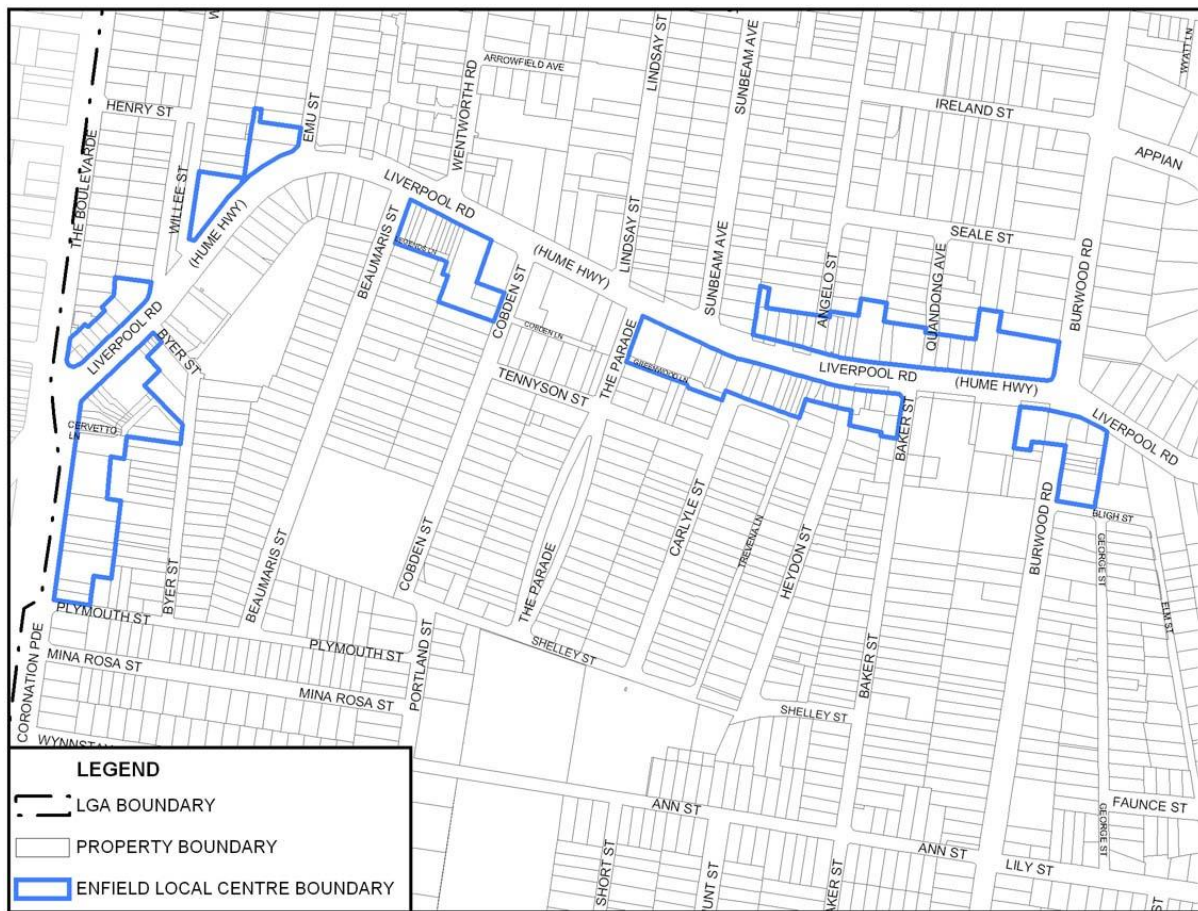 LINDSAY ST
SUNBEAM AVE
WYATT LN
ARROWFIELD AVE
WENTWORTH RD
HENRY ST
EMU ST
IRELAND ST
THE BOULEVARDE
WILLEE ST
APPIAN
LIVERPOOL RD
(HUME HWY)
(HUME HWY)
BEAUMARIS ST
LINDSAY ST
SUNBEAM AVE
ANGELO ST
SEALE ST
QUANDONG AVE
BURWOOD RD
COBDEN ST
LIVERPOOL RD
BYER ST
COBDEN LN
THE PARADE
GREENWOOD LN
TENNYSON ST
LIVERPOOL RD
(HUME HWY)
BAKER ST
LIVERPOOL RD
CERVETTO
LN
CARLYLE ST
TREVENA LN
HEYDON ST
BURWOOD RD
BLIGH ST
GEORGE ST
ELM ST
COBDEN ST
THE PARADE
BYER ST
BEAUMARIS ST
PLYMOUTH ST
PLYMOUTH ST
SHELLEY ST
BAKER ST
CORONATION PDE
MINA ROSA ST
MINA ROSA ST
PORTLAND ST
SHELLEY ST
ANN ST
FAUNCE ST
GEORGE ST
SHORT ST
ANN ST
LILY ST
LEGEND
LGA BOUNDARY
PROPERTY BOUNDARY
ENFIELD LOCAL CENTRE BOUNDARY